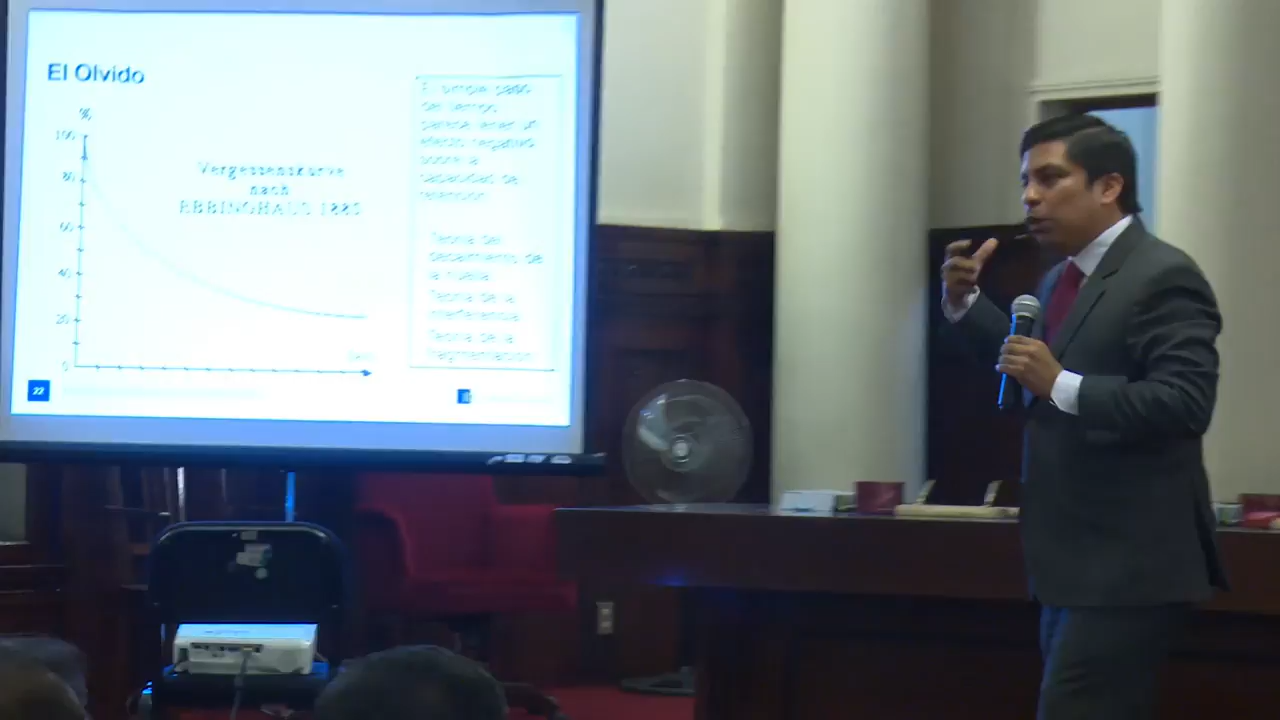 El Olvido
%
100
80
60
40
20
0
Vergessenskurve
nach
EBBINGHAUS 1885
El simple paso
del tiempo
parece tener un
efecto negativo
sobre la
capacidad de
retención
Teoría del
decaimiento de
la huella
Teoría de la
interferencia
Teoría de la
fragmentación
22